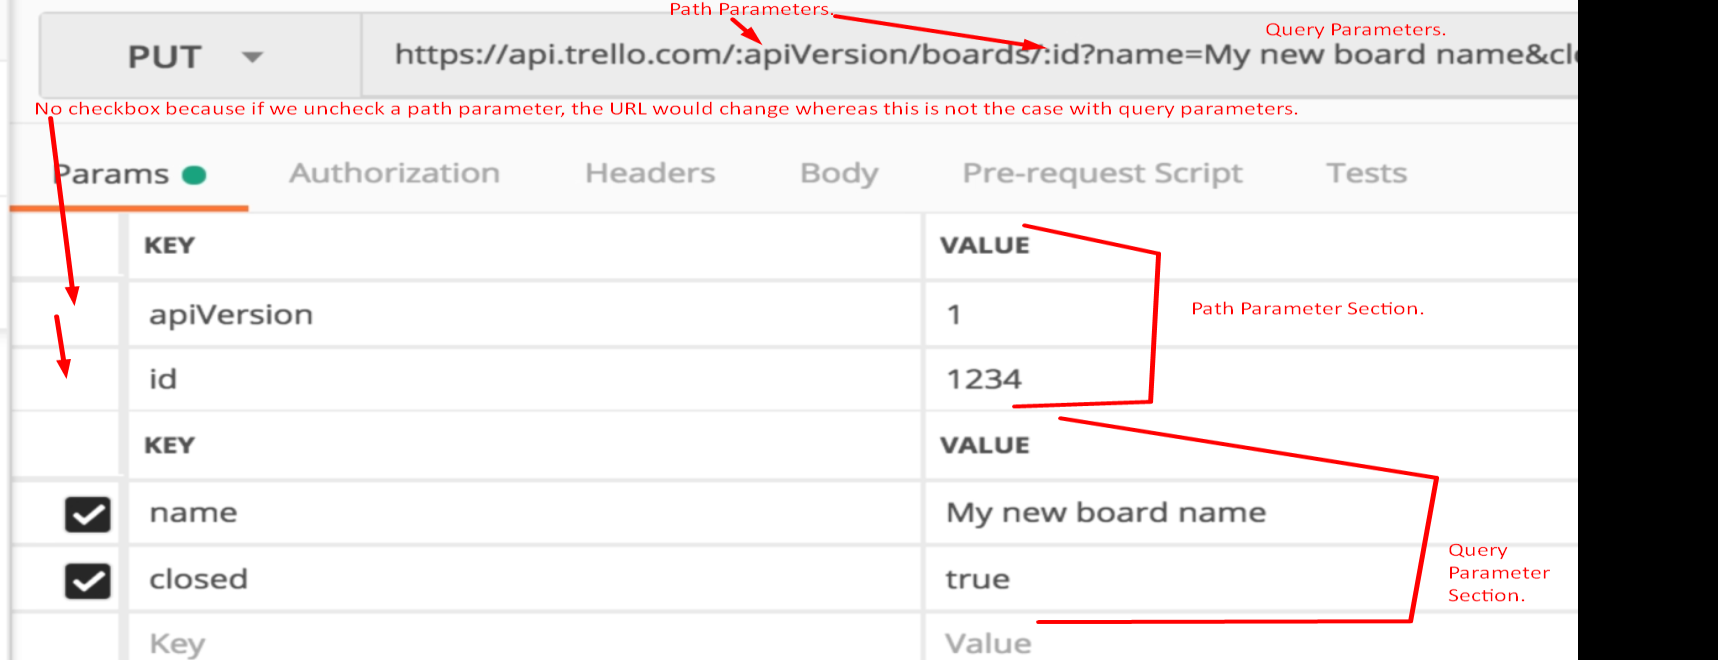 Path Parameters.
Query Parameters.
PUT https://api.trello.com/:apiVersion/boards/:id?name=My new board name&cl
No checkbox because if we uncheck a path parameter, the URL would change whereas this is not the case with query parameters.
Params Authorization Headers Body Pre-request Script Tests
KEY VALUE
apiVersion 1
Path Parameter Section.
id 1234
KEY VALUE
name My new board name
closed true
Query
Parameter
Section.
Key Value